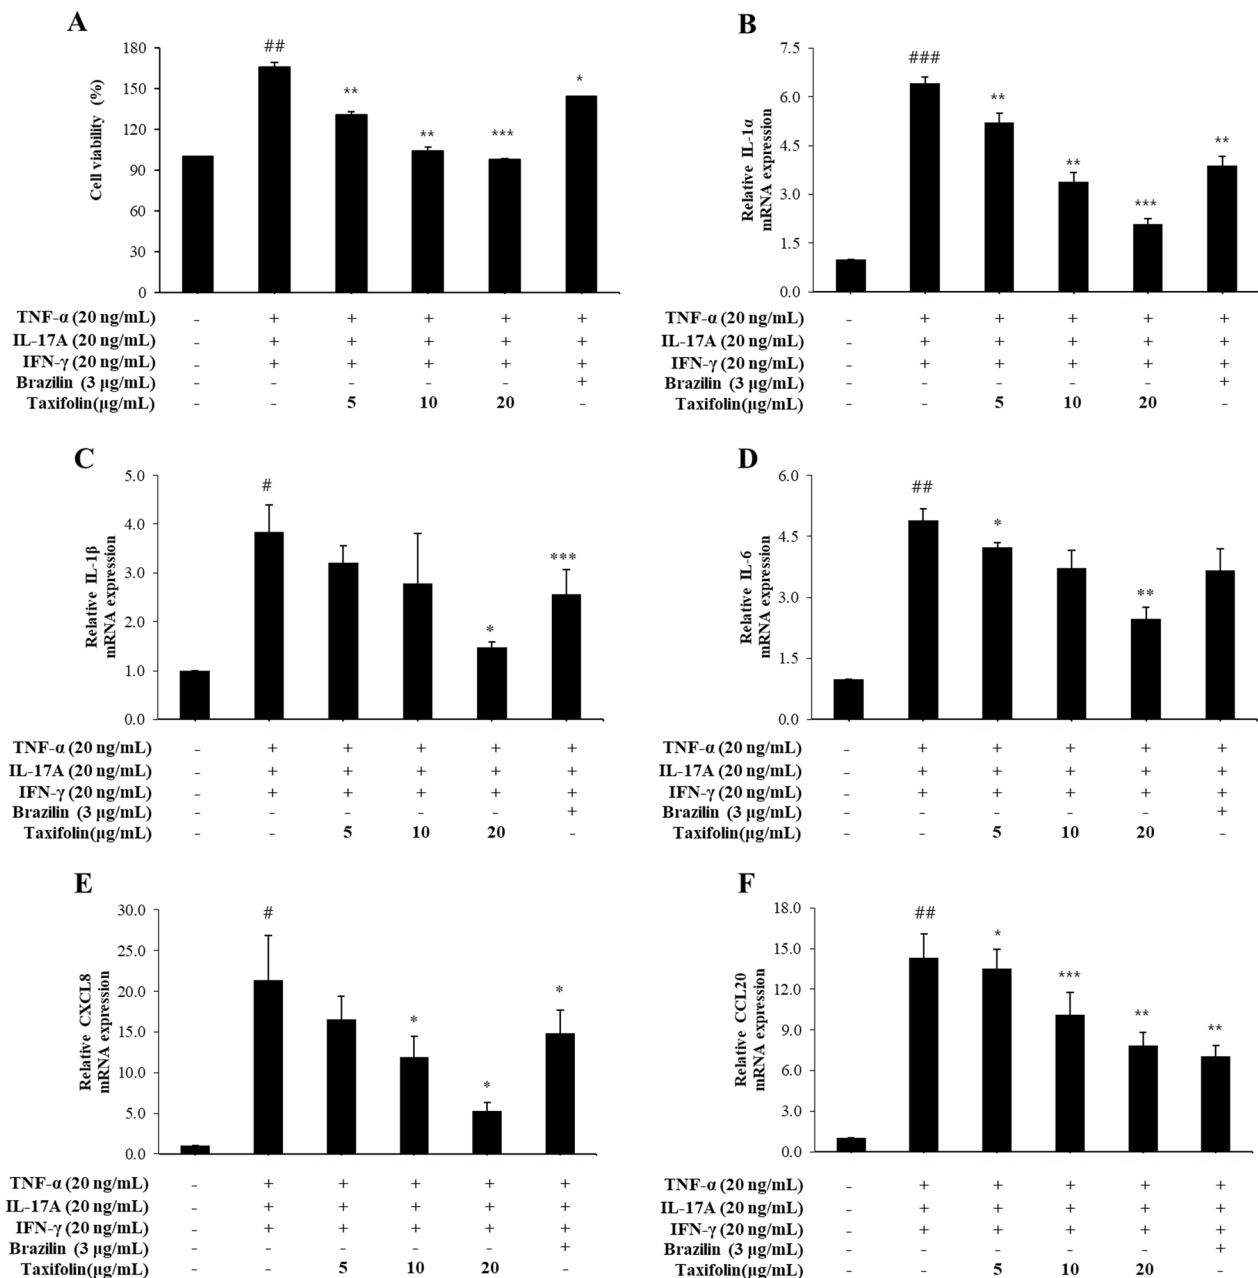 A
180
150
120
90
60
30
0
Cell viability (%)
##
**
**
***
*
TNF-α (20 ng/mL) - + + + + +
IL-17A (20 ng/mL) - + + + + +
IFN-γ (20 ng/mL) - + + + + +
Brazilin (3 μg/mL) - - - - - +
Taxifolin(μg/mL) - - 5 10 20 -
B
7.5
6.0
4.5
3.0
1.5
0.0
Relative IL-1α
mRNA expression
###
**
**
***
**
TNF-α (20 ng/mL) - + + + + +
IL-17A (20 ng/mL) - + + + + +
IFN-γ (20 ng/mL) - + + + + +
Brazilin (3 μg/mL) - - - - - +
Taxifolin(μg/mL) - - 5 10 20 -
C
5.0
4.0
3.0
2.0
1.0
0.0
Relative IL-1β
mRNA expression
#
*
***
TNF-α (20 ng/mL) - + + + + +
IL-17A (20 ng/mL) - + + + + +
IFN-γ (20 ng/mL) - + + + + +
Brazilin (3 μg/mL) - - - - - +
Taxifolin(μg/mL) - - 5 10 20 -
D
6.0
4.5
3.0
1.5
0.0
Relative IL-6
mRNA expression
##
*
**
TNF-α (20 ng/mL) - + + + + +
IL-17A (20 ng/mL) - + + + + +
IFN-γ (20 ng/mL) - + + + + +
Brazilin (3 μg/mL) - - - - - +
Taxifolin(μg/mL) - - 5 10 20 -
E
30.0
25.0
20.0
15.0
10.0
5.0
0.0
Relative CXCL8
mRNA expression
#
*
*
*
TNF-α (20 ng/mL) - + + + + +
IL-17A (20 ng/mL) - + + + + +
IFN-γ (20 ng/mL) - + + + + +
Brazilin (3 μg/mL) - - - - - +
Taxifolin(μg/mL) - - 5 10 20 -
F
18.0
15.0
12.0
9.0
6.0
3.0
0.0
Relative CCL20
mRNA expression
##
*
***
**
**
TNF-α (20 ng/mL) - + + + + +
IL-17A (20 ng/mL) - + + + + +
IFN-γ (20 ng/mL) - + + + + +
Brazilin (3 μg/mL) - - - - - +
Taxifolin(μg/mL) - - 5 10 20 -